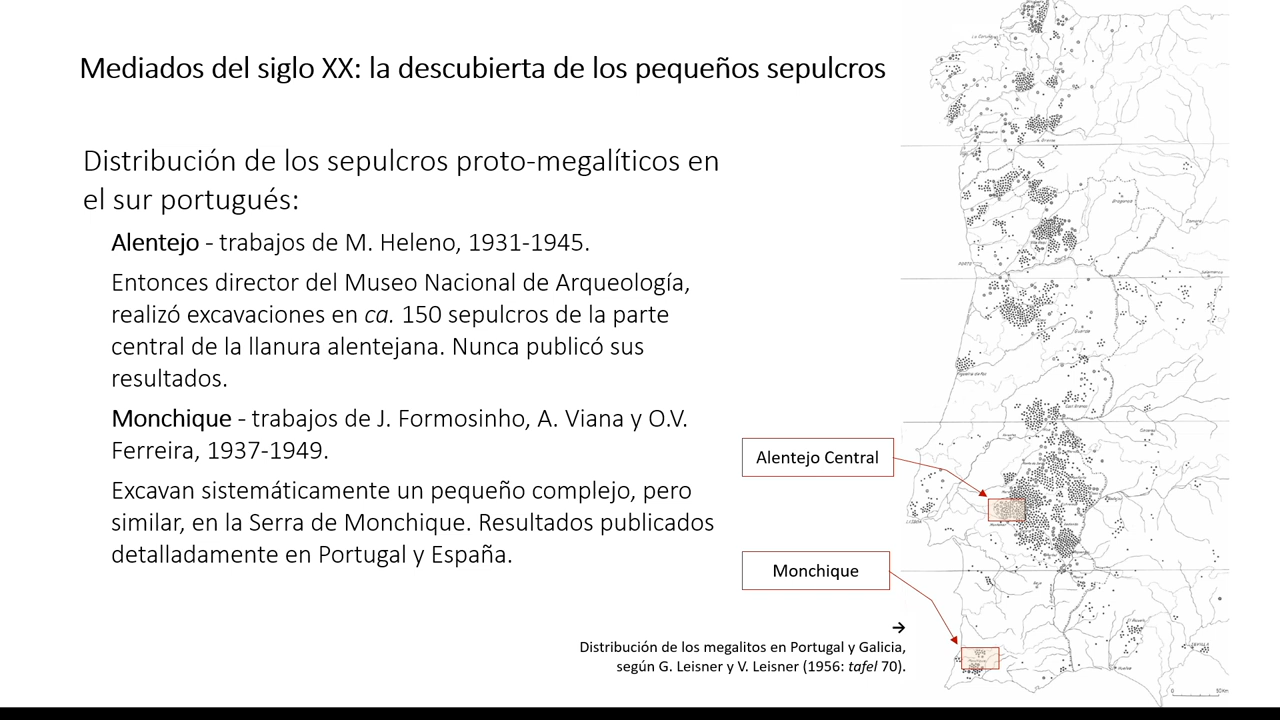 Mediados del siglo XX: la descubierta de los pequeños sepulcros
Distribución de los sepulcros proto-megalíticos en
el sur portugués:
Alentejo - trabajos de M. Heleno, 1931-1945.
Entonces director del Museo Nacional de Arqueología,
realizó excavaciones en ca. 150 sepulcros de la parte
central de la llanura alentejana. Nunca publicó sus
resultados.
Monchique - trabajos de J. Formosinho, A. Viana y O.V.
Ferreira, 1937-1949.
Excavan sistemáticamente un pequeño complejo, pero
similar, en la Serra de Monchique. Resultados publicados
detalladamente en Portugal y España.
Alentejo Central
Monchique
→
Distribución de los megalitos en Portugal y Galicia,
según G. Leisner y V. Leisner (1956: tafel 70).